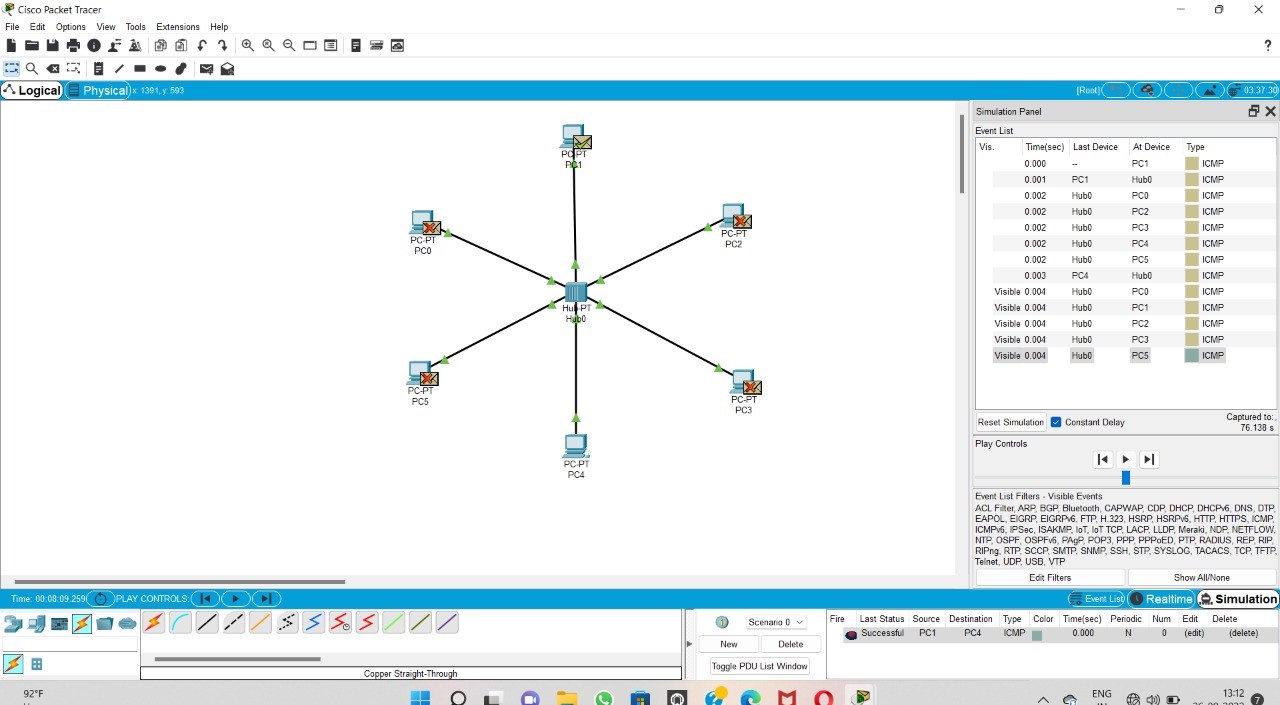 Cisco Packet Tracer
File Edit Options View Tools Extensions Help
?
Logical Physical x: 1391, y: 593 [Root] 03:37:30
PC-PT
PC1
PC-PT
PC0
PC-PT
PC2
Hub-PT
Hub0
PC-PT
PC5
PC-PT
PC3
PC-PT
PC4
Simulation Panel
Event List
Vis. Time(sec) Last Device At Device Type
0.000 -- PC1 ICMP
0.001 PC1 Hub0 ICMP
0.002 Hub0 PC0 ICMP
0.002 Hub0 PC2 ICMP
0.002 Hub0 PC3 ICMP
0.002 Hub0 PC4 ICMP
0.002 Hub0 PC5 ICMP
0.003 PC4 Hub0 ICMP
Visible 0.004 Hub0 PC0 ICMP
Visible 0.004 Hub0 PC1 ICMP
Visible 0.004 Hub0 PC2 ICMP
Visible 0.004 Hub0 PC3 ICMP
Visible 0.004 Hub0 PC5 ICMP
Reset Simulation Constant Delay Captured to:
76.138 s
Play Controls
Event List Filters - Visible Events
ACL Filter, ARP, BGP, Bluetooth, CAPWAP, CDP, DHCP, DHCPv6, DNS, DTP,
EAPOL, EIGRP, EIGRPv6, FTP, H.323, HSRP, HSRPv6, HTTP, HTTPS, ICMP,
ICMPv6, IPSec, ISAKMP, IoT, IoT TCP, LACP, LLDP, Meraki, NDP, NETFLOW,
NTP, OSPF, OSPFv6, PAgP, POP3, PPP, PPPoED, PTP, RADIUS, REP, RIP,
RIPng, RTP, SCCP, SMTP, SNMP, SSH, STP, SYSLOG, TACACS, TCP, TFTP,
Telnet, UDP, USB, VTP
Edit Filters Show All/None
Time: 00:08:09.259 PLAY CONTROLS: Event List Realtime Simulation
Copper Straight-Through
Scenario 0
New Delete
Toggle PDU List Window
Fire Last Status Source Destination Type Color Time(sec) Periodic Num Edit Delete
Successful PC1 PC4 ICMP 0.000 N 0 (edit) (delete)
92°F
ENG
13:12
7